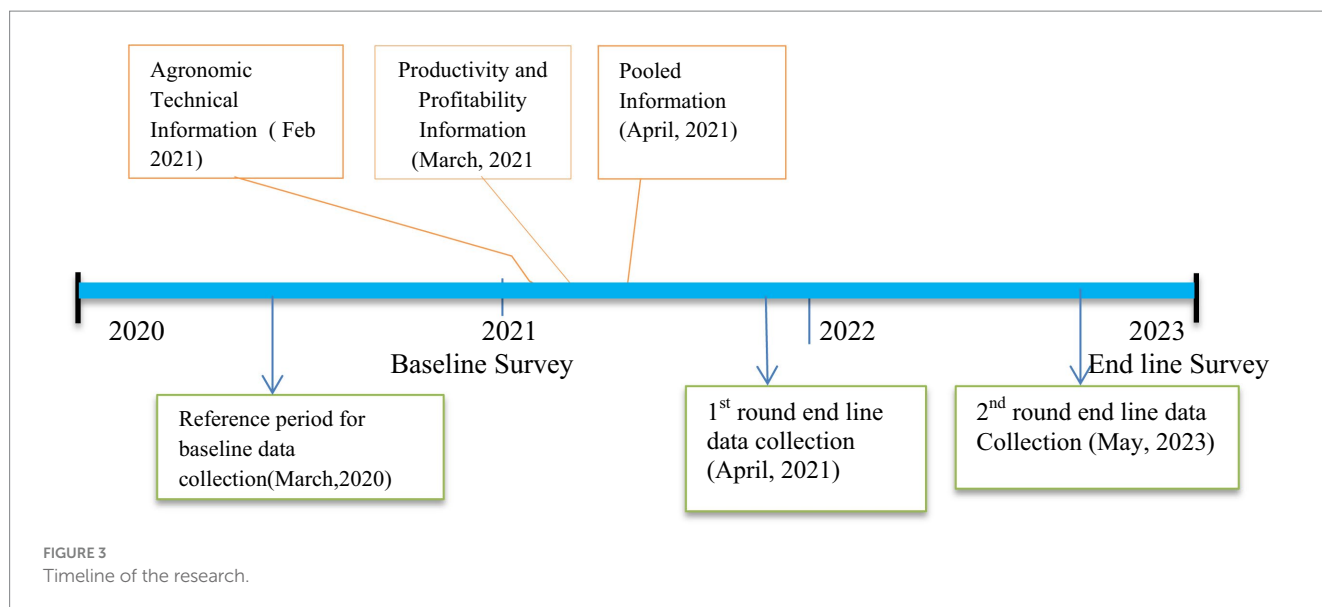 Agronomic
Technical
Information ( Feb
2021)
Productivity and
Profitability
Information
(March, 2021
Pooled
Information
(April, 2021)
2020
2021
2022
2023
Baseline Survey
End line Survey
Reference period for
baseline data
collection(March,2020)
1st round end line
data collection
(April, 2021)
2nd round end line data
Collection (May, 2023)
FIGURE 3
Timeline of the research.